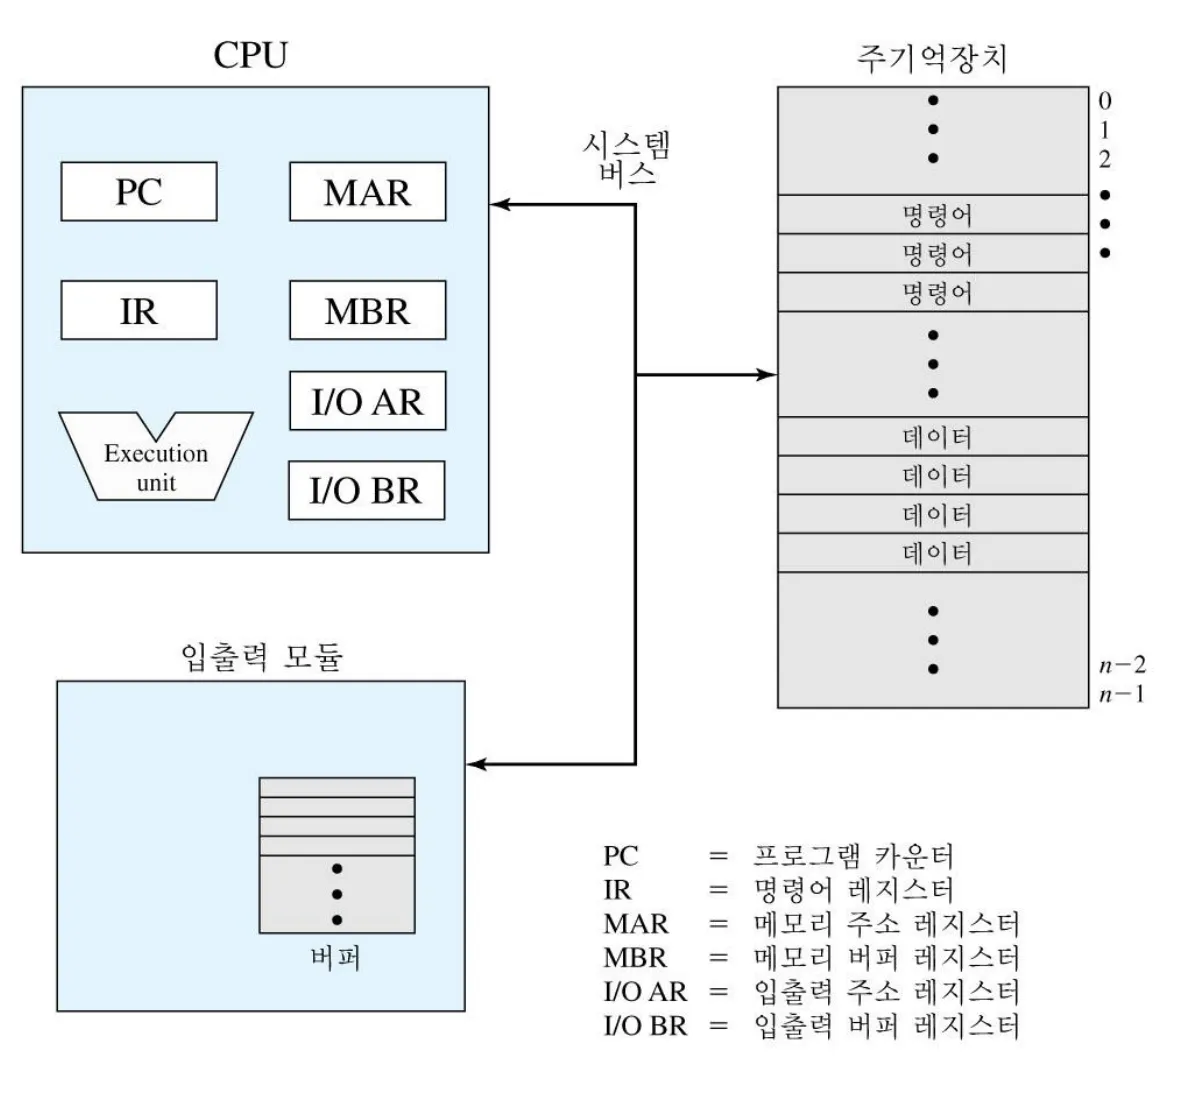 CPU
PC
MAR
IR
MBR
I/O AR
Execution
unit
I/O BR
시스템
버스
주기억장치
0
1
2
명령어
명령어
명령어
데이터
데이터
데이터
데이터
n−2
n−1
입출력 모듈
버퍼
PC = 프로그램 카운터
IR = 명령어 레지스터
MAR = 메모리 주소 레지스터
MBR = 메모리 버퍼 레지스터
I/O AR = 입출력 주소 레지스터
I/O BR = 입출력 버퍼 레지스터